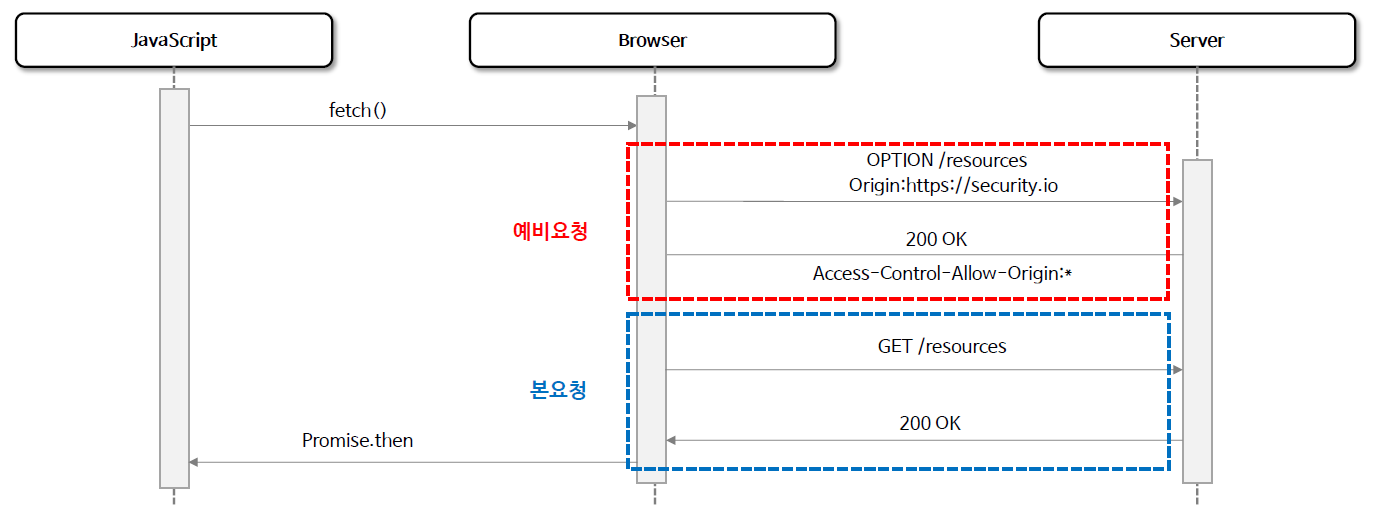 JavaScript
Browser
Server
fetch()
OPTION /resources
Origin:https://security.io
예비요청
200 OK
Access-Control-Allow-Origin:*
GET /resources
본요청
200 OK
Promise.then